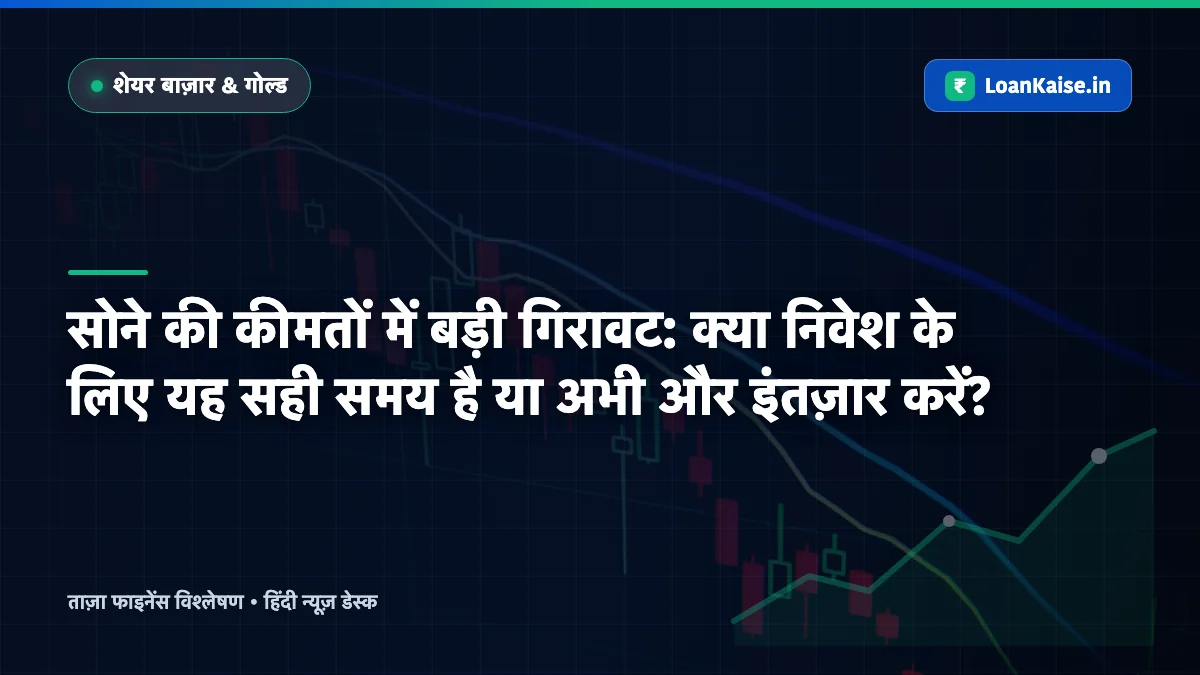 शेयर बाज़ार & गोल्ड
₹ LoanKaise.in
सोने की कीमतों में बड़ी गिरावट: क्या निवेश के
लिए यह सही समय है या अभी और इंतज़ार करें?
ताज़ा फाइनेंस विश्लेषण • हिंदी न्यूज़ डेस्क